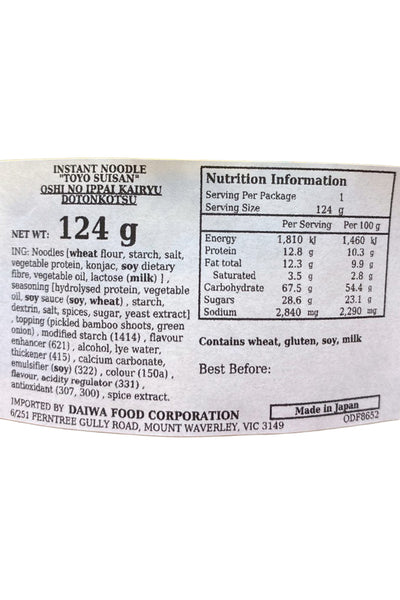 INSTANT NOODLE
"TOYO SUISAN"
OSHI NO IPPAI KAIRYU
DOTONKOTSU
NET WT: 124 g
ING: Noodles [wheat flour, starch, salt,
vegetable protein, konjac, soy dietary
fibre, vegetable oil, lactose (milk) ] ,
seasoning [hydrolysed protein, vegetable
oil, soy sauce (soy, wheat) , starch,
dextrin, salt, spices, sugar, yeast extract]
, topping (pickled bamboo shoots, green
onion) , modified starch (1414) , flavour
enhancer (621) , alcohol, lye water,
thickener (415) , calcium carbonate,
emulsifier (soy) (322) , colour (150a) ,
flavour, acidity regulator (331) ,
antioxidant (307, 300) , spice extract.
IMPORTED BY DAIWA FOOD CORPORATION
6/251 FERNTREE GULLY ROAD, MOUNT WAVERLEY, VIC 3149
Nutrition Information
Serving Per Package 1
Serving Size 124 g
Per Serving Per 100 g
Energy 1,810 kJ 1,460 kJ
Protein 12.8 g 10.3 g
Fat total 12.3 g 9.9 g
Saturated 3.5 g 2.8 g
Carbohydrate 67.5 g 54.4 g
Sugars 28.6 g 23.1 g
Sodium 2,840 mg 2,290 mg
Contains wheat, gluten, soy, milk
Best Before:
Made in Japan
ODF8652